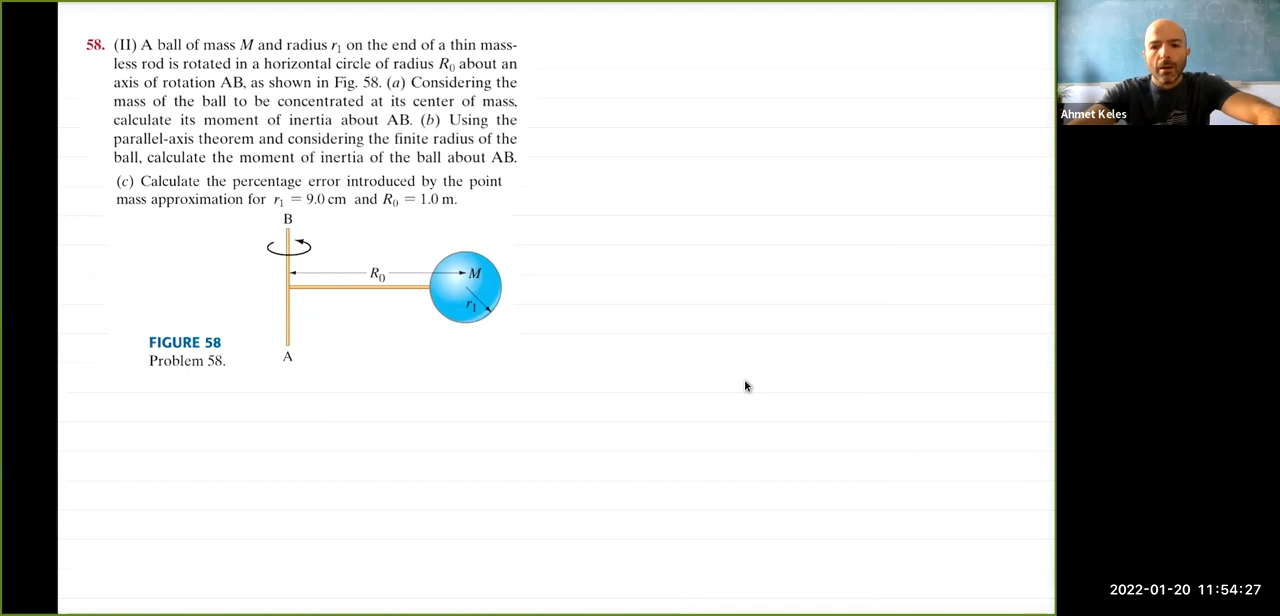 58. (II) A ball of mass M and radius r₁ on the end of a thin mass-
less rod is rotated in a horizontal circle of radius R₀ about an
axis of rotation AB, as shown in Fig. 58. (a) Considering the
mass of the ball to be concentrated at its center of mass,
calculate its moment of inertia about AB. (b) Using the
parallel-axis theorem and considering the finite radius of the
ball, calculate the moment of inertia of the ball about AB.
(c) Calculate the percentage error introduced by the point
mass approximation for r₁ = 9.0 cm and R₀ = 1.0 m.
B
R₀
M
r₁
FIGURE 58
Problem 58.
A
Ahmet Keles
2022-01-20 11:54:27